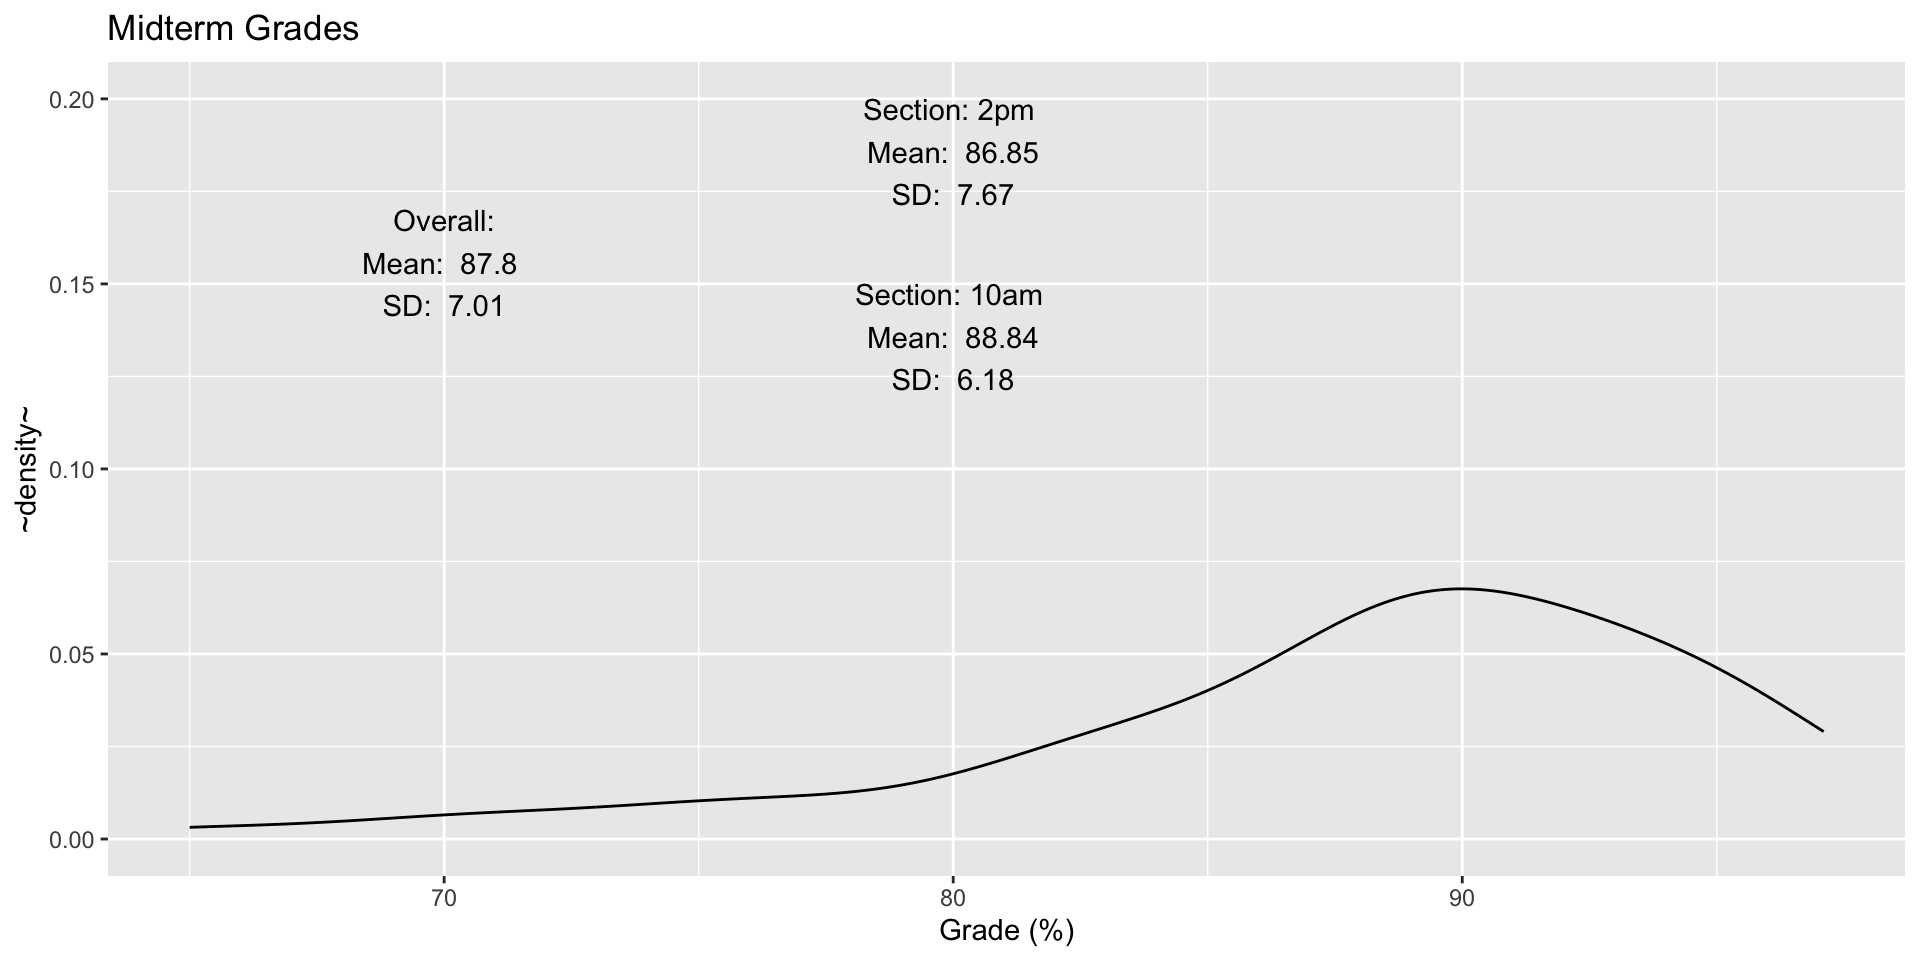 Midterm Grades
Section: 2pm
Mean: 86.85
SD: 7.67
Overall:
Mean: 87.8
SD: 7.01
Section: 10am
Mean: 88.84
SD: 6.18
~density~
0.20
0.15
0.10
0.05
0.00
70 80 90
Grade (%)